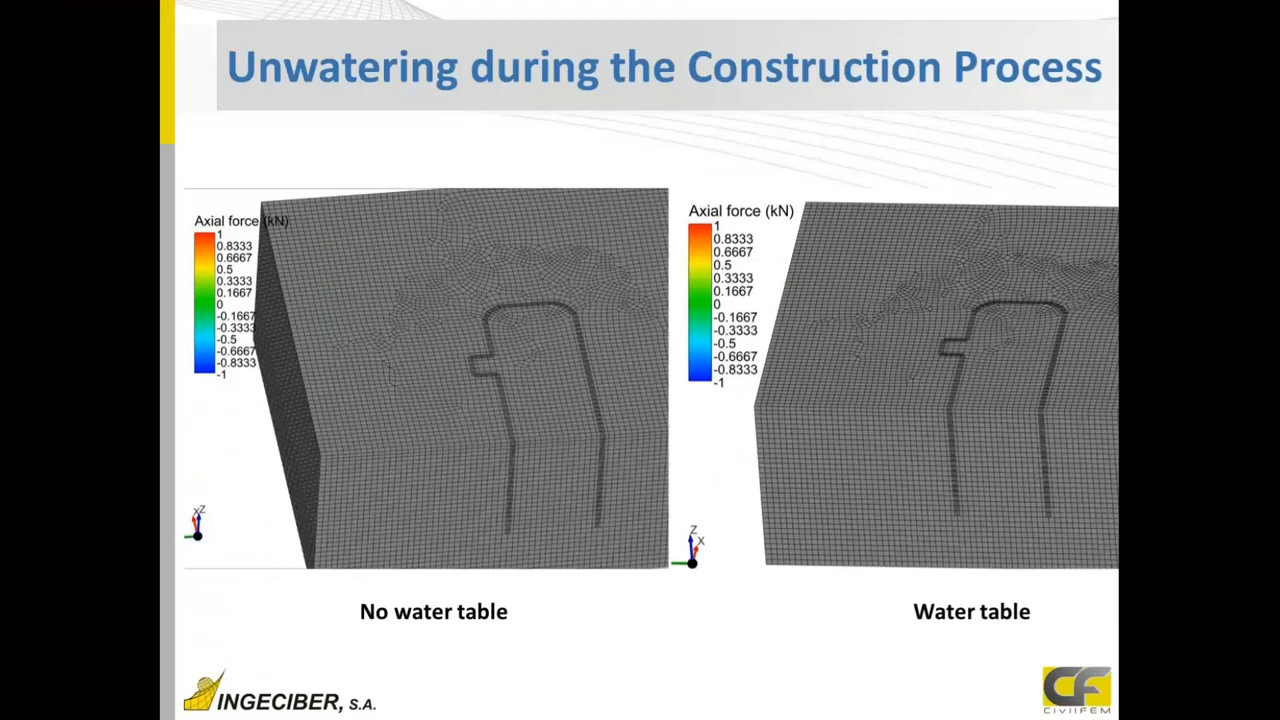 Unwatering during the Construction Process
Axial force (kN)
1
0.8333
0.6667
0.5
0.3333
0.1667
0
-0.1667
-0.3333
-0.5
-0.6667
-0.8333
-1
XZ
Axial force (kN)
1
0.8333
0.6667
0.5
0.3333
0.1667
0
-0.1667
-0.3333
-0.5
-0.6667
-0.8333
-1
Z
X
No water table
Water table
INGECIBER, S.A.
CF
CivilFEM